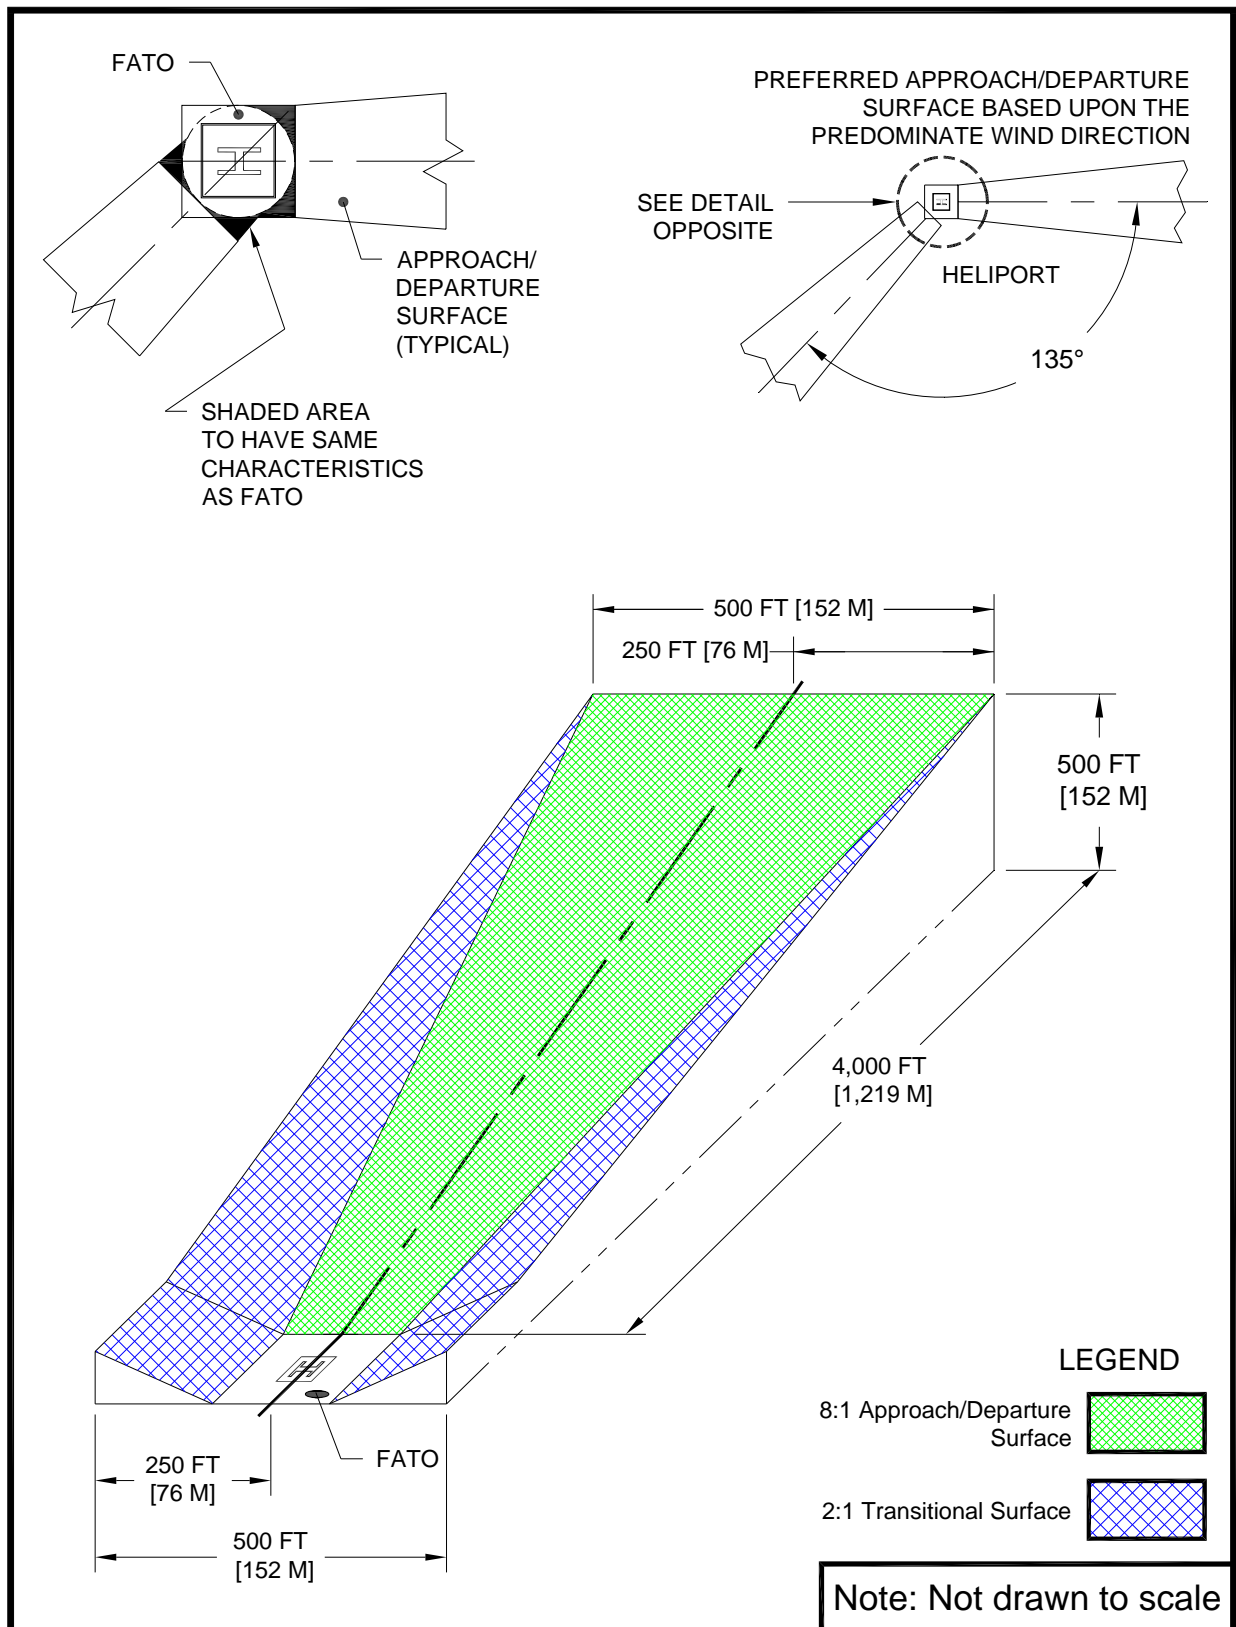 FATO
PREFERRED APPROACH/DEPARTURE
SURFACE BASED UPON THE
PREDOMINATE WIND DIRECTION
H
SEE DETAIL
OPPOSITE
H
HELIPORT
135°
APPROACH/
DEPARTURE
SURFACE
(TYPICAL)
SHADED AREA
TO HAVE SAME
CHARACTERISTICS
AS FATO
500 FT [152 M]
250 FT [76 M]
500 FT
[152 M]
4,000 FT
[1,219 M]
H
FATO
250 FT
[76 M]
500 FT
[152 M]
LEGEND
8:1 Approach/Departure
Surface
2:1 Transitional Surface
Note: Not drawn to scale